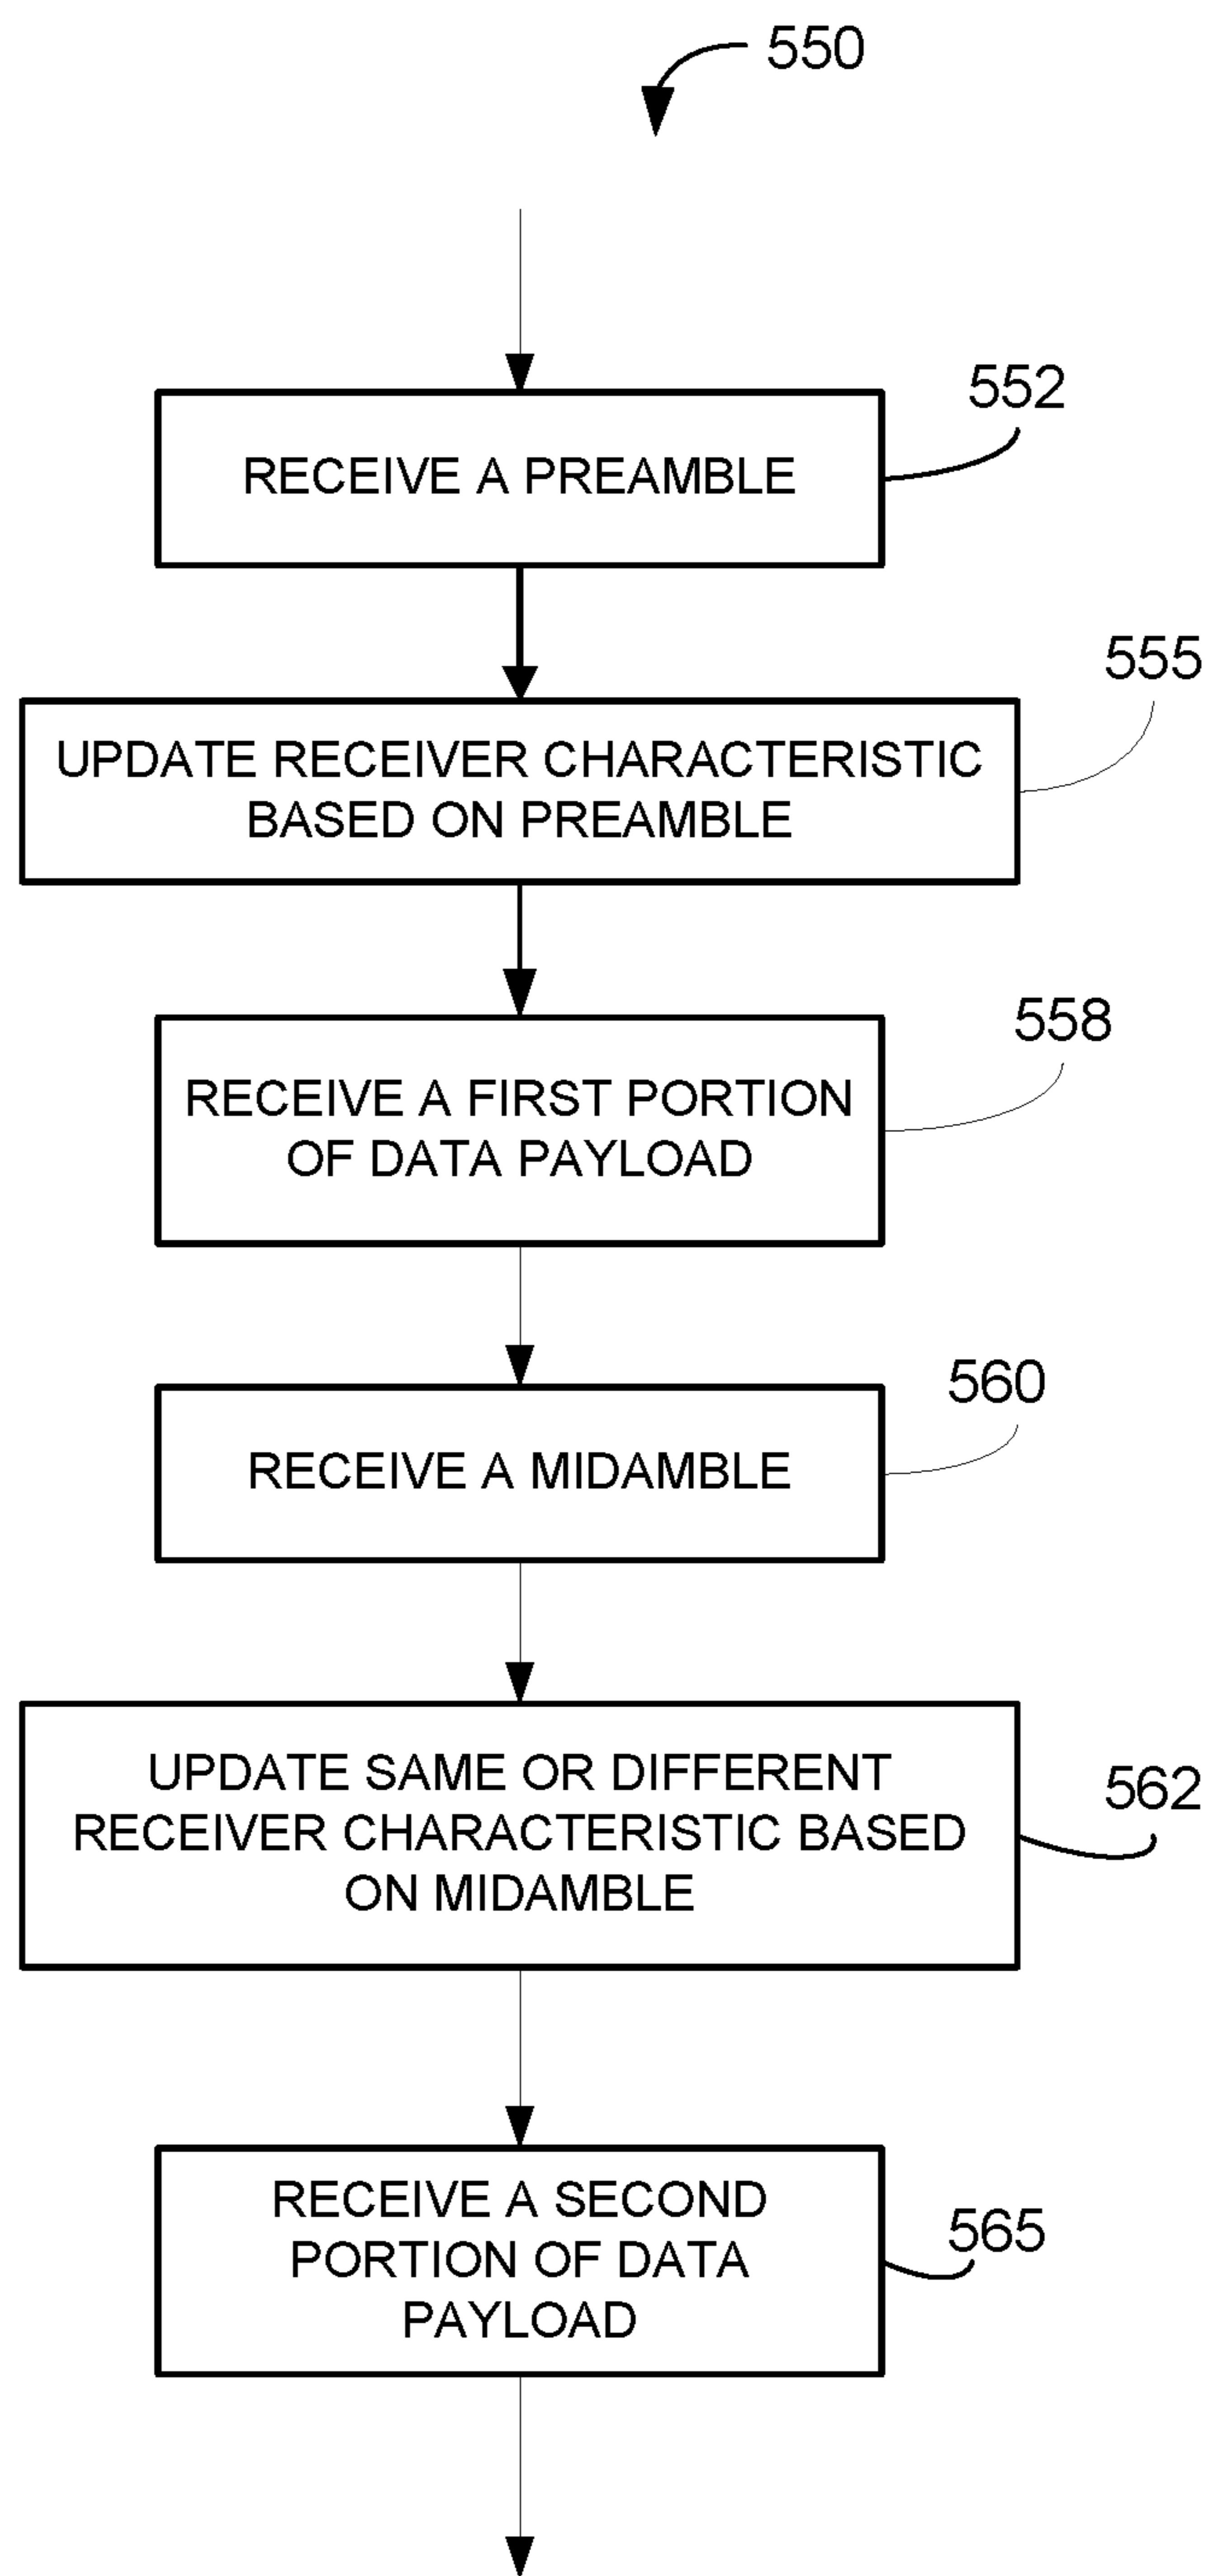 550
552
RECEIVE A PREAMBLE
555
UPDATE RECEIVER CHARACTERISTIC
BASED ON PREAMBLE
558
RECEIVE A FIRST PORTION
OF DATA PAYLOAD
560
RECEIVE A MIDAMBLE
562
UPDATE SAME OR DIFFERENT
RECEIVER CHARACTERISTIC BASED
ON MIDAMBLE
565
RECEIVE A SECOND
PORTION OF DATA
PAYLOAD